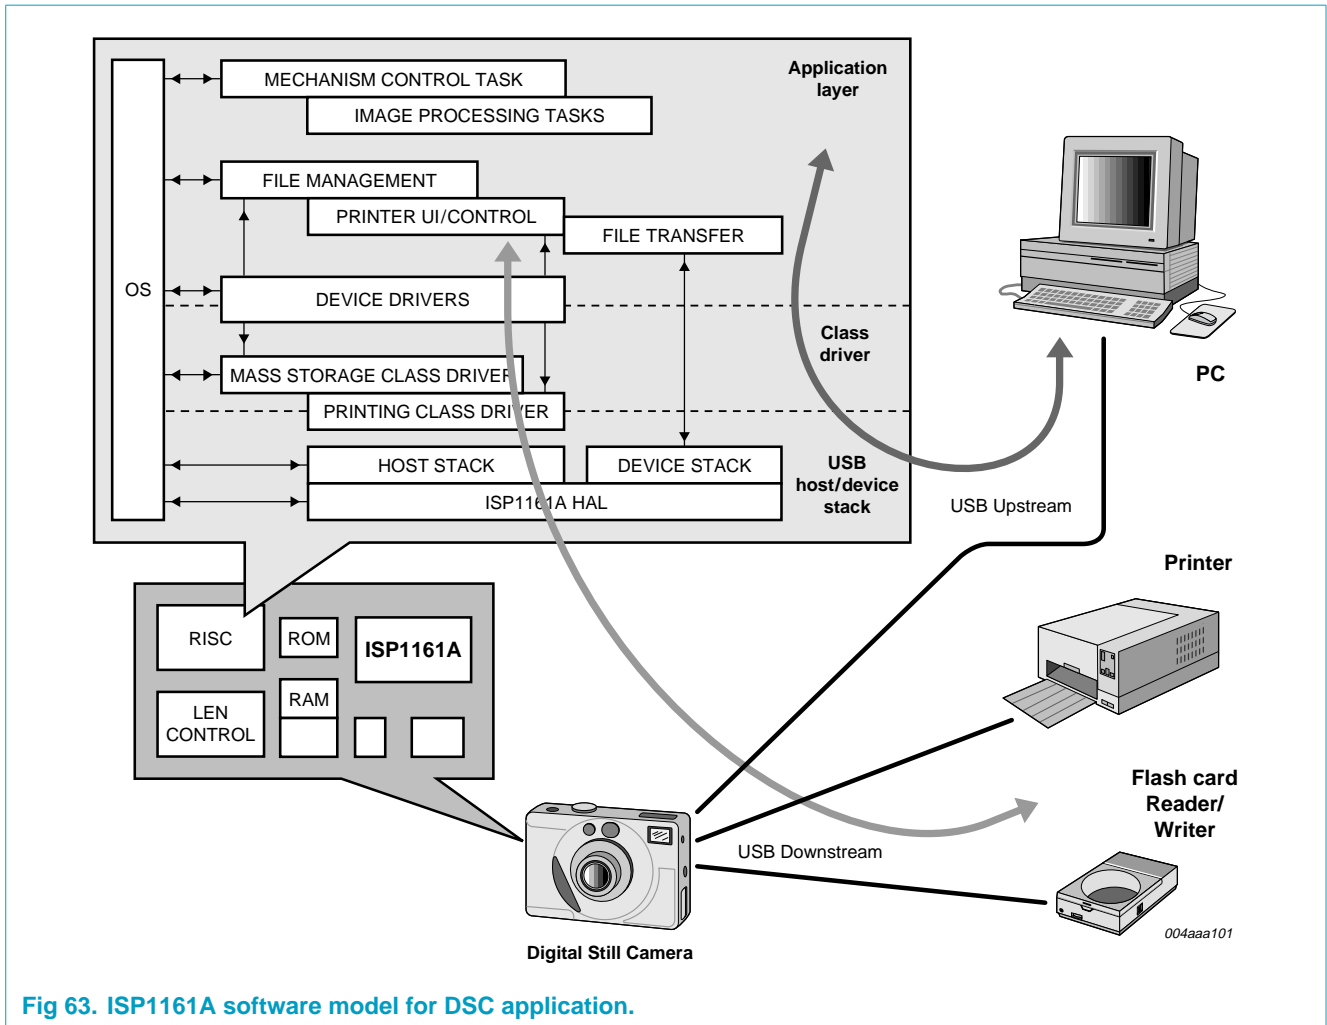 MECHANISM CONTROL TASK
IMAGE PROCESSING TASKS
Application
layer
FILE MANAGEMENT
PRINTER UI/CONTROL
FILE TRANSFER
OS
DEVICE DRIVERS
Class
driver
MASS STORAGE CLASS DRIVER
PRINTING CLASS DRIVER
HOST STACK
DEVICE STACK
USB
host/device
stack
ISP1161A HAL
PC
USB Upstream
Printer
RISC
ROM
ISP1161A
LEN
CONTROL
RAM
Flash card
Reader/
Writer
USB Downstream
004aaa101
Digital Still Camera
Fig 63. ISP1161A software model for DSC application.